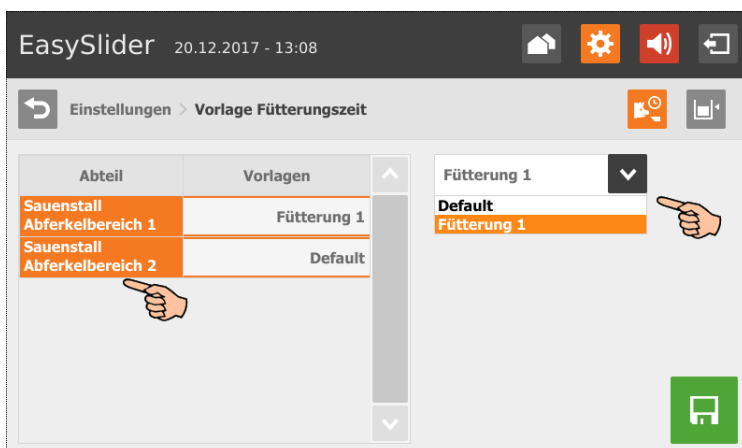 EasySlider 20.12.2017 - 13:08
Einstellungen > Vorlage Fütterungszeit
Abteil Vorlagen
Sauenstall
Abferkelbereich 1
Fütterung 1
Sauenstall
Abferkelbereich 2
Default
Fütterung 1
Default
Fütterung 1